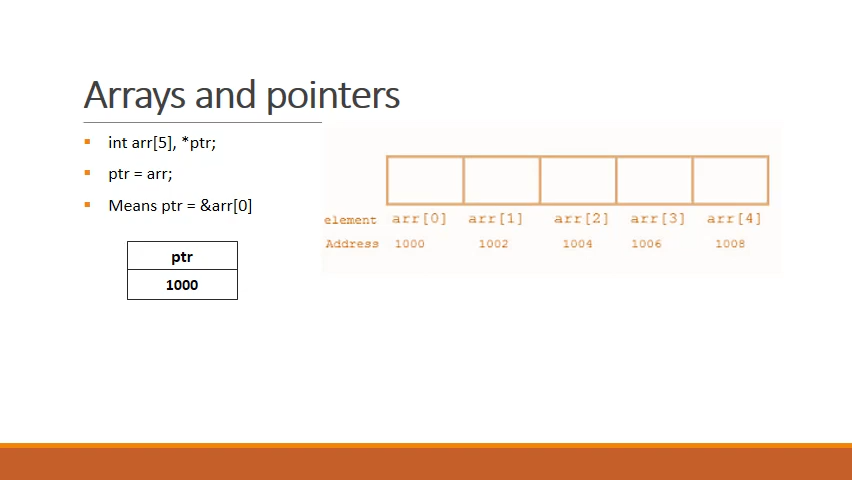 Arrays and pointers
int arr[5], *ptr;
ptr = arr;
Means ptr = &arr[0]
ptr
1000
element arr[0] arr[1] arr[2] arr[3] arr[4]
Address 1000 1002 1004 1006 1008